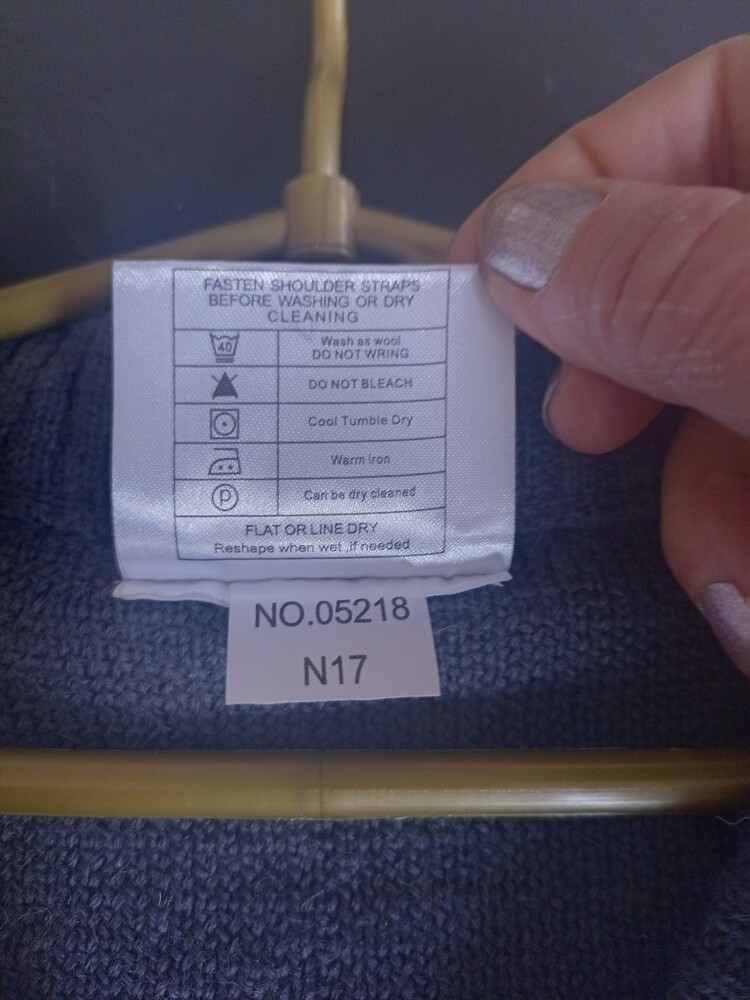 FASTEN SHOULDER STRAPS
BEFORE WASHING OR DRY
CLEANING
40
Wash as wool
DO NOT WRING
DO NOT BLEACH
Cool Tumble Dry
Warm iron
P
Can be dry cleaned
FLAT OR LINE DRY
Reshape when wet ,if needed
NO.05218
N17